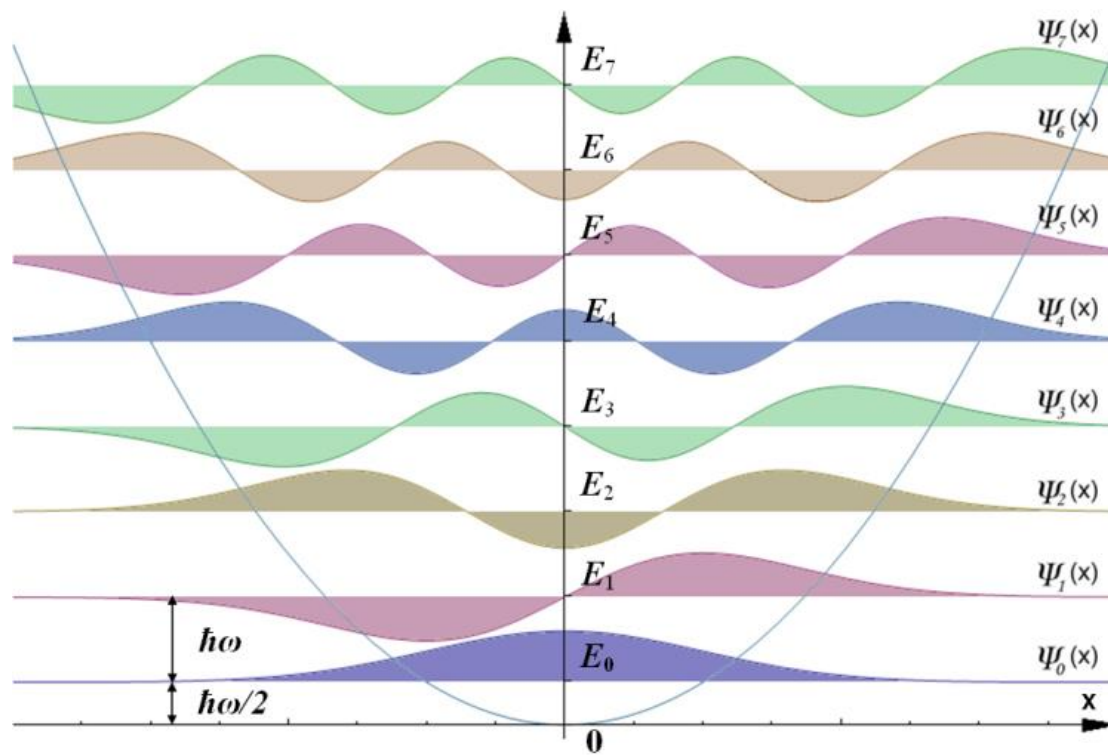 E₇ Ψ₇(x)
E₆ Ψ₆(x)
E₅ Ψ₅(x)
E₄ Ψ₄(x)
E₃ Ψ₃(x)
E₂ Ψ₂(x)
E₁ Ψ₁(x)
ħω
E₀ Ψ₀(x)
ħω/2
x
0